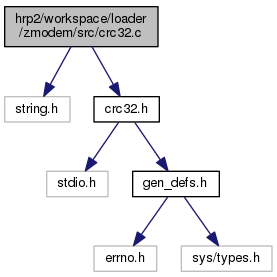 hrp2/workspace/loader
/zmodem/src/crc32.c
string.h
crc32.h
stdio.h
gen_defs.h
errno.h
sys/types.h